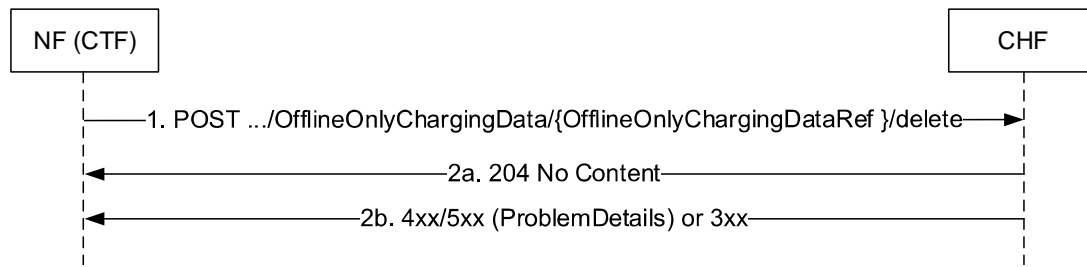 NF (CTF)
CHF
1. POST .../OfflineOnlyChargingData/{OfflineOnlyChargingDataRef }/delete
2a. 204 No Content
2b. 4xx/5xx (ProblemDetails) or 3xx